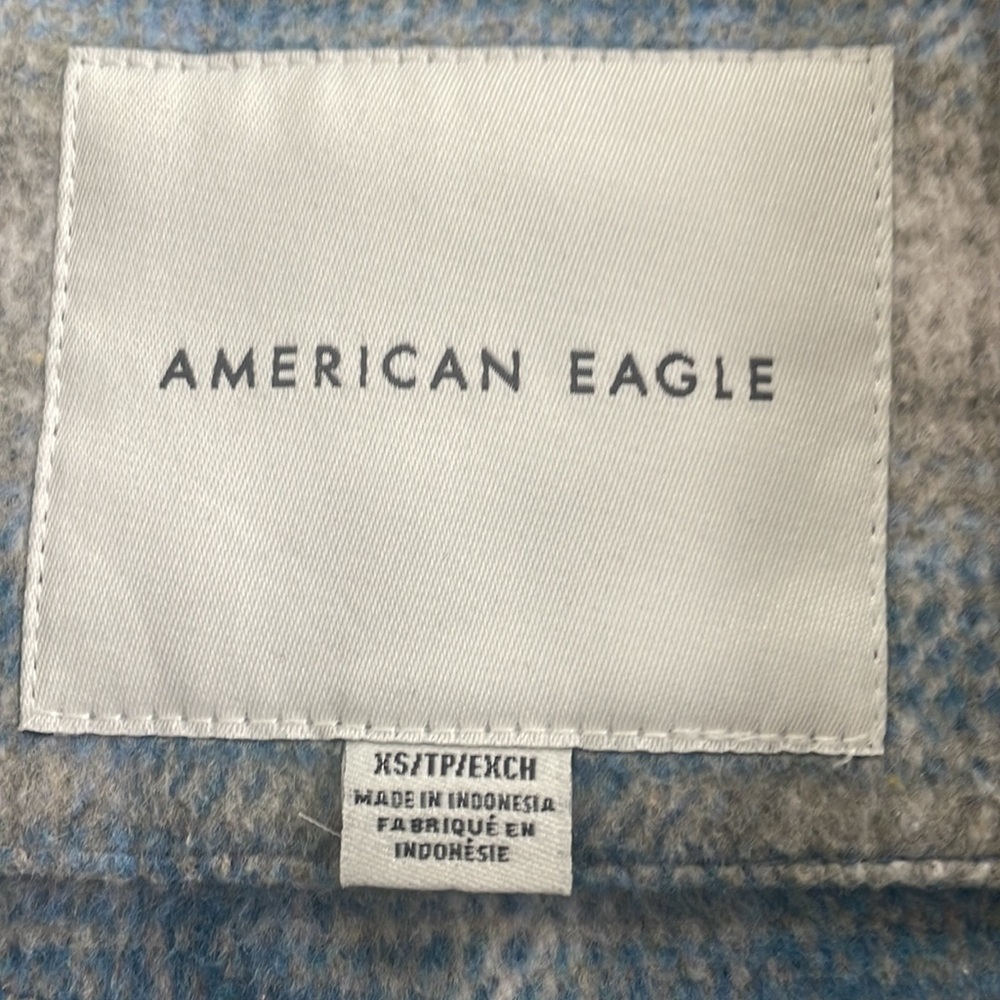 AMERICAN EAGLE
XS/TP/EXCH
MADE IN INDONESIA
FABRIQUÉ EN
INDONÉSIE